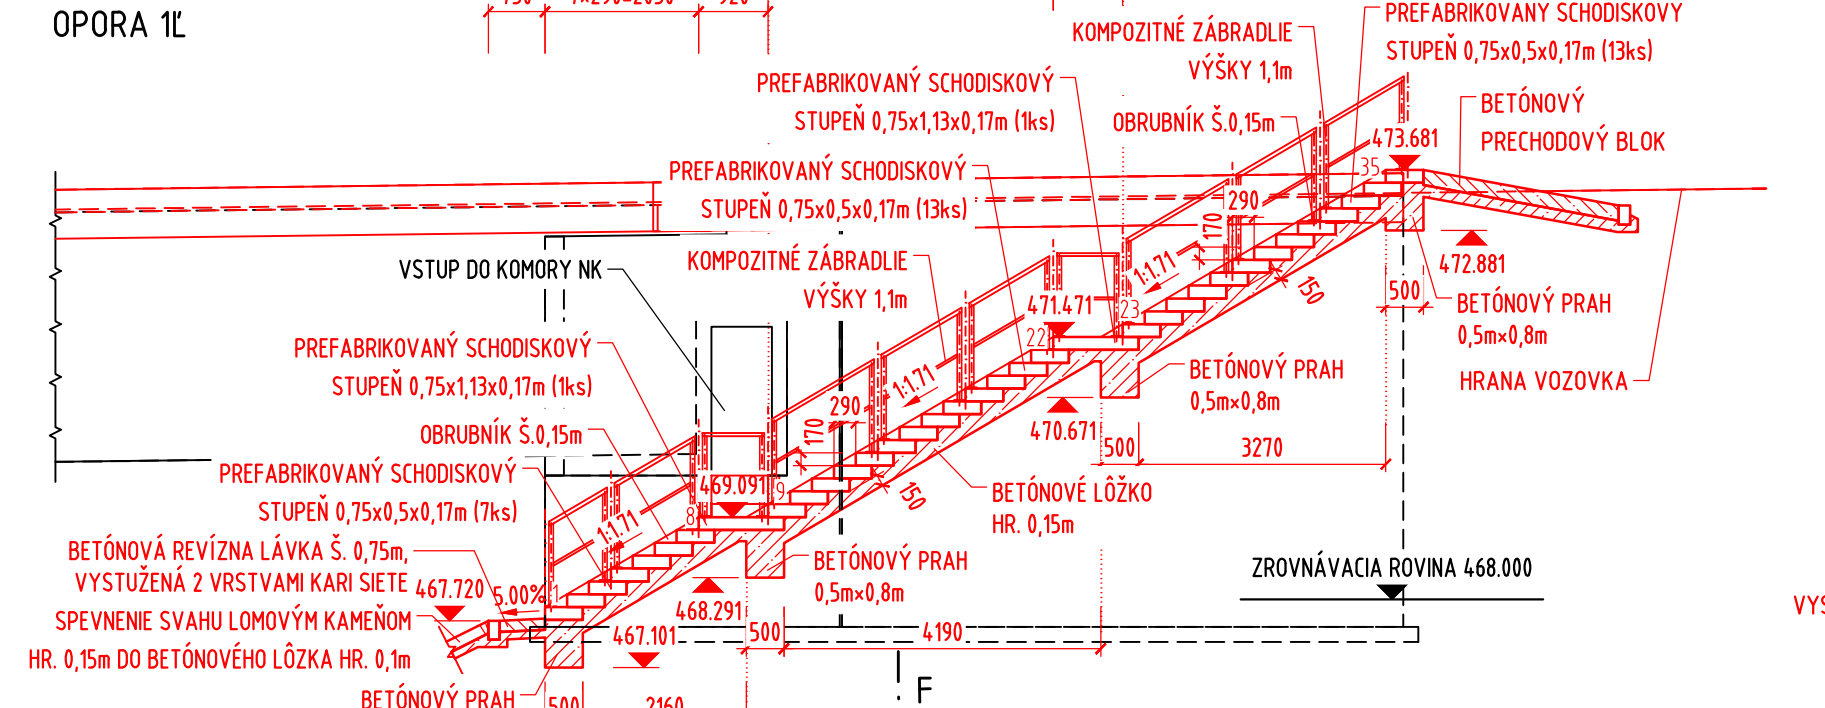 OPORA 1Ľ
920
KOMPOZITNÉ ZÁBRADLIE
VÝŠKY 1,1m
PREFABRIKOVANÝ SCHODISKOVÝ
STUPEŇ 0,75x0,5x0,17m (13ks)
PREFABRIKOVANÝ SCHODISKOVÝ
STUPEŇ 0,75x1,13x0,17m (1ks)
OBRUBNÍK Š.0,15m
473.681
35
BETÓNOVÝ
PRECHODOVÝ BLOK
PREFABRIKOVANÝ SCHODISKOVÝ
STUPEŇ 0,75x0,5x0,17m (13ks)
290
170
VSTUP DO KOMORY NK
KOMPOZITNÉ ZÁBRADLIE
VÝŠKY 1,1m
1:1.71
150
472.881
500
BETÓNOVÝ PRAH
0,5m×0,8m
471.471
23
22
PREFABRIKOVANÝ SCHODISKOVÝ
STUPEŇ 0,75x1,13x0,17m (1ks)
1:1.71
BETÓNOVÝ PRAH
0,5m×0,8m
HRANA VOZOVKA
290
170
470.671
500
3270
OBRUBNÍK Š.0,15m
PREFABRIKOVANÝ SCHODISKOVÝ
STUPEŇ 0,75x0,5x0,17m (7ks)
469.091
9
8
150
BETÓNOVÉ LÔŽKO
HR. 0,15m
1:1.71
BETÓNOVÁ REVÍZNA LÁVKA Š. 0,75m,
VYSTUŽENÁ 2 VRSTVAMI KARI SIETE
467.720
5.00%
1
BETÓNOVÝ PRAH
0,5m×0,8m
ZROVNÁVACIA ROVINA 468.000
468.291
SPEVNENIE SVAHU LOMOVÝM KAMEŇOM
HR. 0,15m DO BETÓNOVÉHO LÔZKA HR. 0,1m
467.101
500
4190
BETÓNOVÝ PRAH
500
2160
F